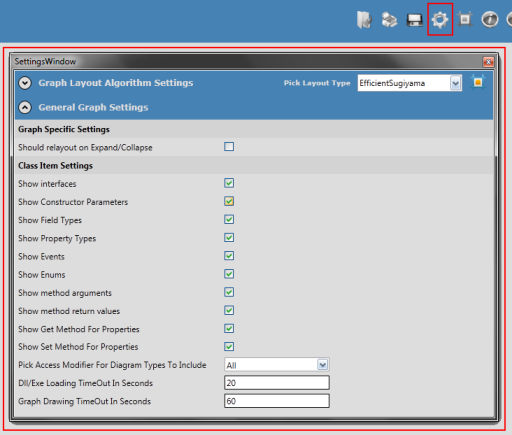 SettingsWindow
Graph Layout Algorithm Settings Pick Layout Type EfficientSugiyama
General Graph Settings
Graph Specific Settings
Should relayout on Expand/Collapse
Class Item Settings
Show interfaces
Show Constructor Parameters
Show Field Types
Show Property Types
Show Events
Show Enums
Show method arguments
Show method return values
Show Get Method For Properties
Show Set Method For Properties
Pick Access Modifier For Diagram Types To Include All
Dll/Exe Loading TimeOut In Seconds 20
Graph Drawing TimeOut In Seconds 60